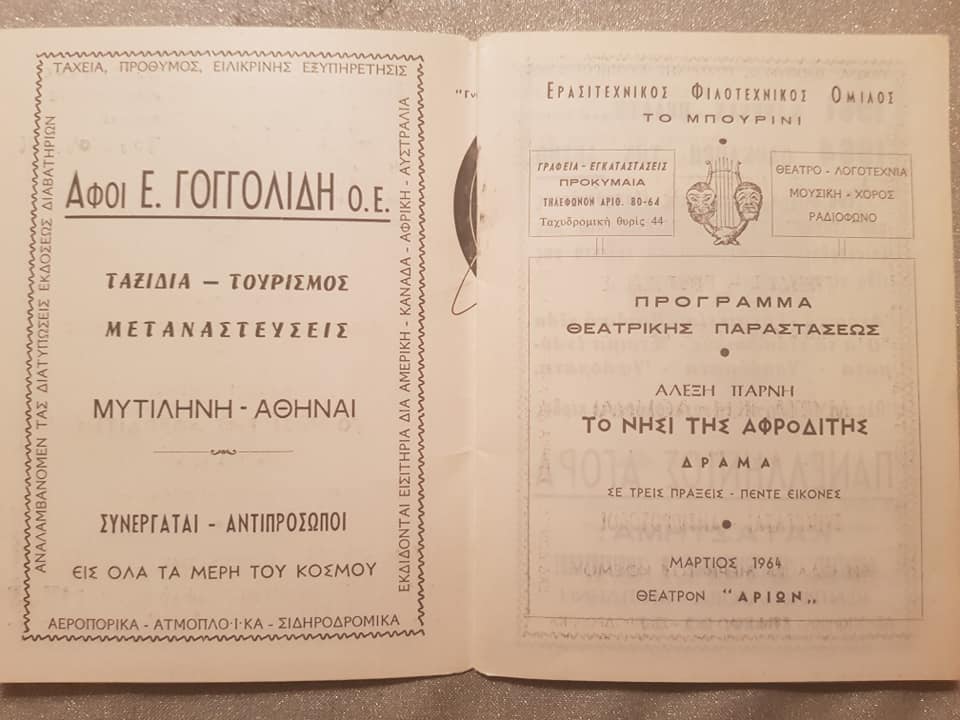 ΤΑΧΕΙΑ, ΠΡΟΘΥΜΟΣ, ΕΙΛΙΚΡΙΝΗΣ ΕΞΥΠΗΡΕΤΗΣΙΣ
ΑΝΑΛΑΜΒΑΝΟΜΕΝ ΤΑΣ ΔΙΑΤΥΠΩΣΕΙΣ ΕΚΔΟΣΕΩΣ ΔΙΑΒΑΤΗΡΙΩΝ
ΑΦΟΙ Ε. ΓΟΓΓΟΛΙΔΗ Ο.Ε.
ΤΑΞΙΔΙΑ – ΤΟΥΡΙΣΜΟΣ
ΜΕΤΑΝΑΣΤΕΥΣΕΙΣ
ΜΥΤΙΛΗΝΗ - ΑΘΗΝΑΙ
ΣΥΝΕΡΓΑΤΑΙ - ΑΝΤΙΠΡΟΣΩΠΟΙ
ΕΙΣ ΟΛΑ ΤΑ ΜΕΡΗ ΤΟΥ ΚΟΣΜΟΥ
ΕΚΔΙΔΟΝΤΑΙ ΕΙΣΙΤΗΡΙΑ ΔΙΑ ΑΜΕΡΙΚΗ - ΚΑΝΑΔΑ - ΑΦΡΙΚΗ - ΑΥΣΤΡΑΛΙΑ
ΑΕΡΟΠΟΡΙΚΑ - ΑΤΜΟΠΛΟ·Ι·ΚΑ - ΣΙΔΗΡΟΔΡΟΜΙΚΑ
ΕΡΑΣΙΤΕΧΝΙΚΟΣ ΦΙΛΟΤΕΧΝΙΚΟΣ ΟΜΙΛΟΣ
ΤΟ ΜΠΟΥΡΙΝΙ
ΓΡΑΦΕΙΑ - ΕΓΚΑΤΑΣΤΑΣΕΙΣ
ΠΡΟΚΥΜΑΙΑ
ΤΗΛΕΦΩΝΟΝ ΑΡΙΘ. 80-64
Ταχυδρομική θυρίς 44
ΘΕΑΤΡΟ - ΛΟΓΟΤΕΧΝΙΑ
ΜΟΥΣΙΚΗ - ΧΟΡΟΣ
ΡΑΔΙΟΦΩΝΟ
ΠΡΟΓΡΑΜΜΑ
ΘΕΑΤΡΙΚΗΣ ΠΑΡΑΣΤΑΣΕΩΣ
ΑΛΕΞΗ ΠΑΡΝΗ
ΤΟ ΝΗΣΙ ΤΗΣ ΑΦΡΟΔΙΤΗΣ
ΔΡΑΜΑ
ΣΕ ΤΡΕΙΣ ΠΡΑΞΕΙΣ - ΠΕΝΤΕ ΕΙΚΟΝΕΣ
ΜΑΡΤΙΟΣ 1964
ΘΕΑΤΡΟΝ "ΑΡΙΩΝ„